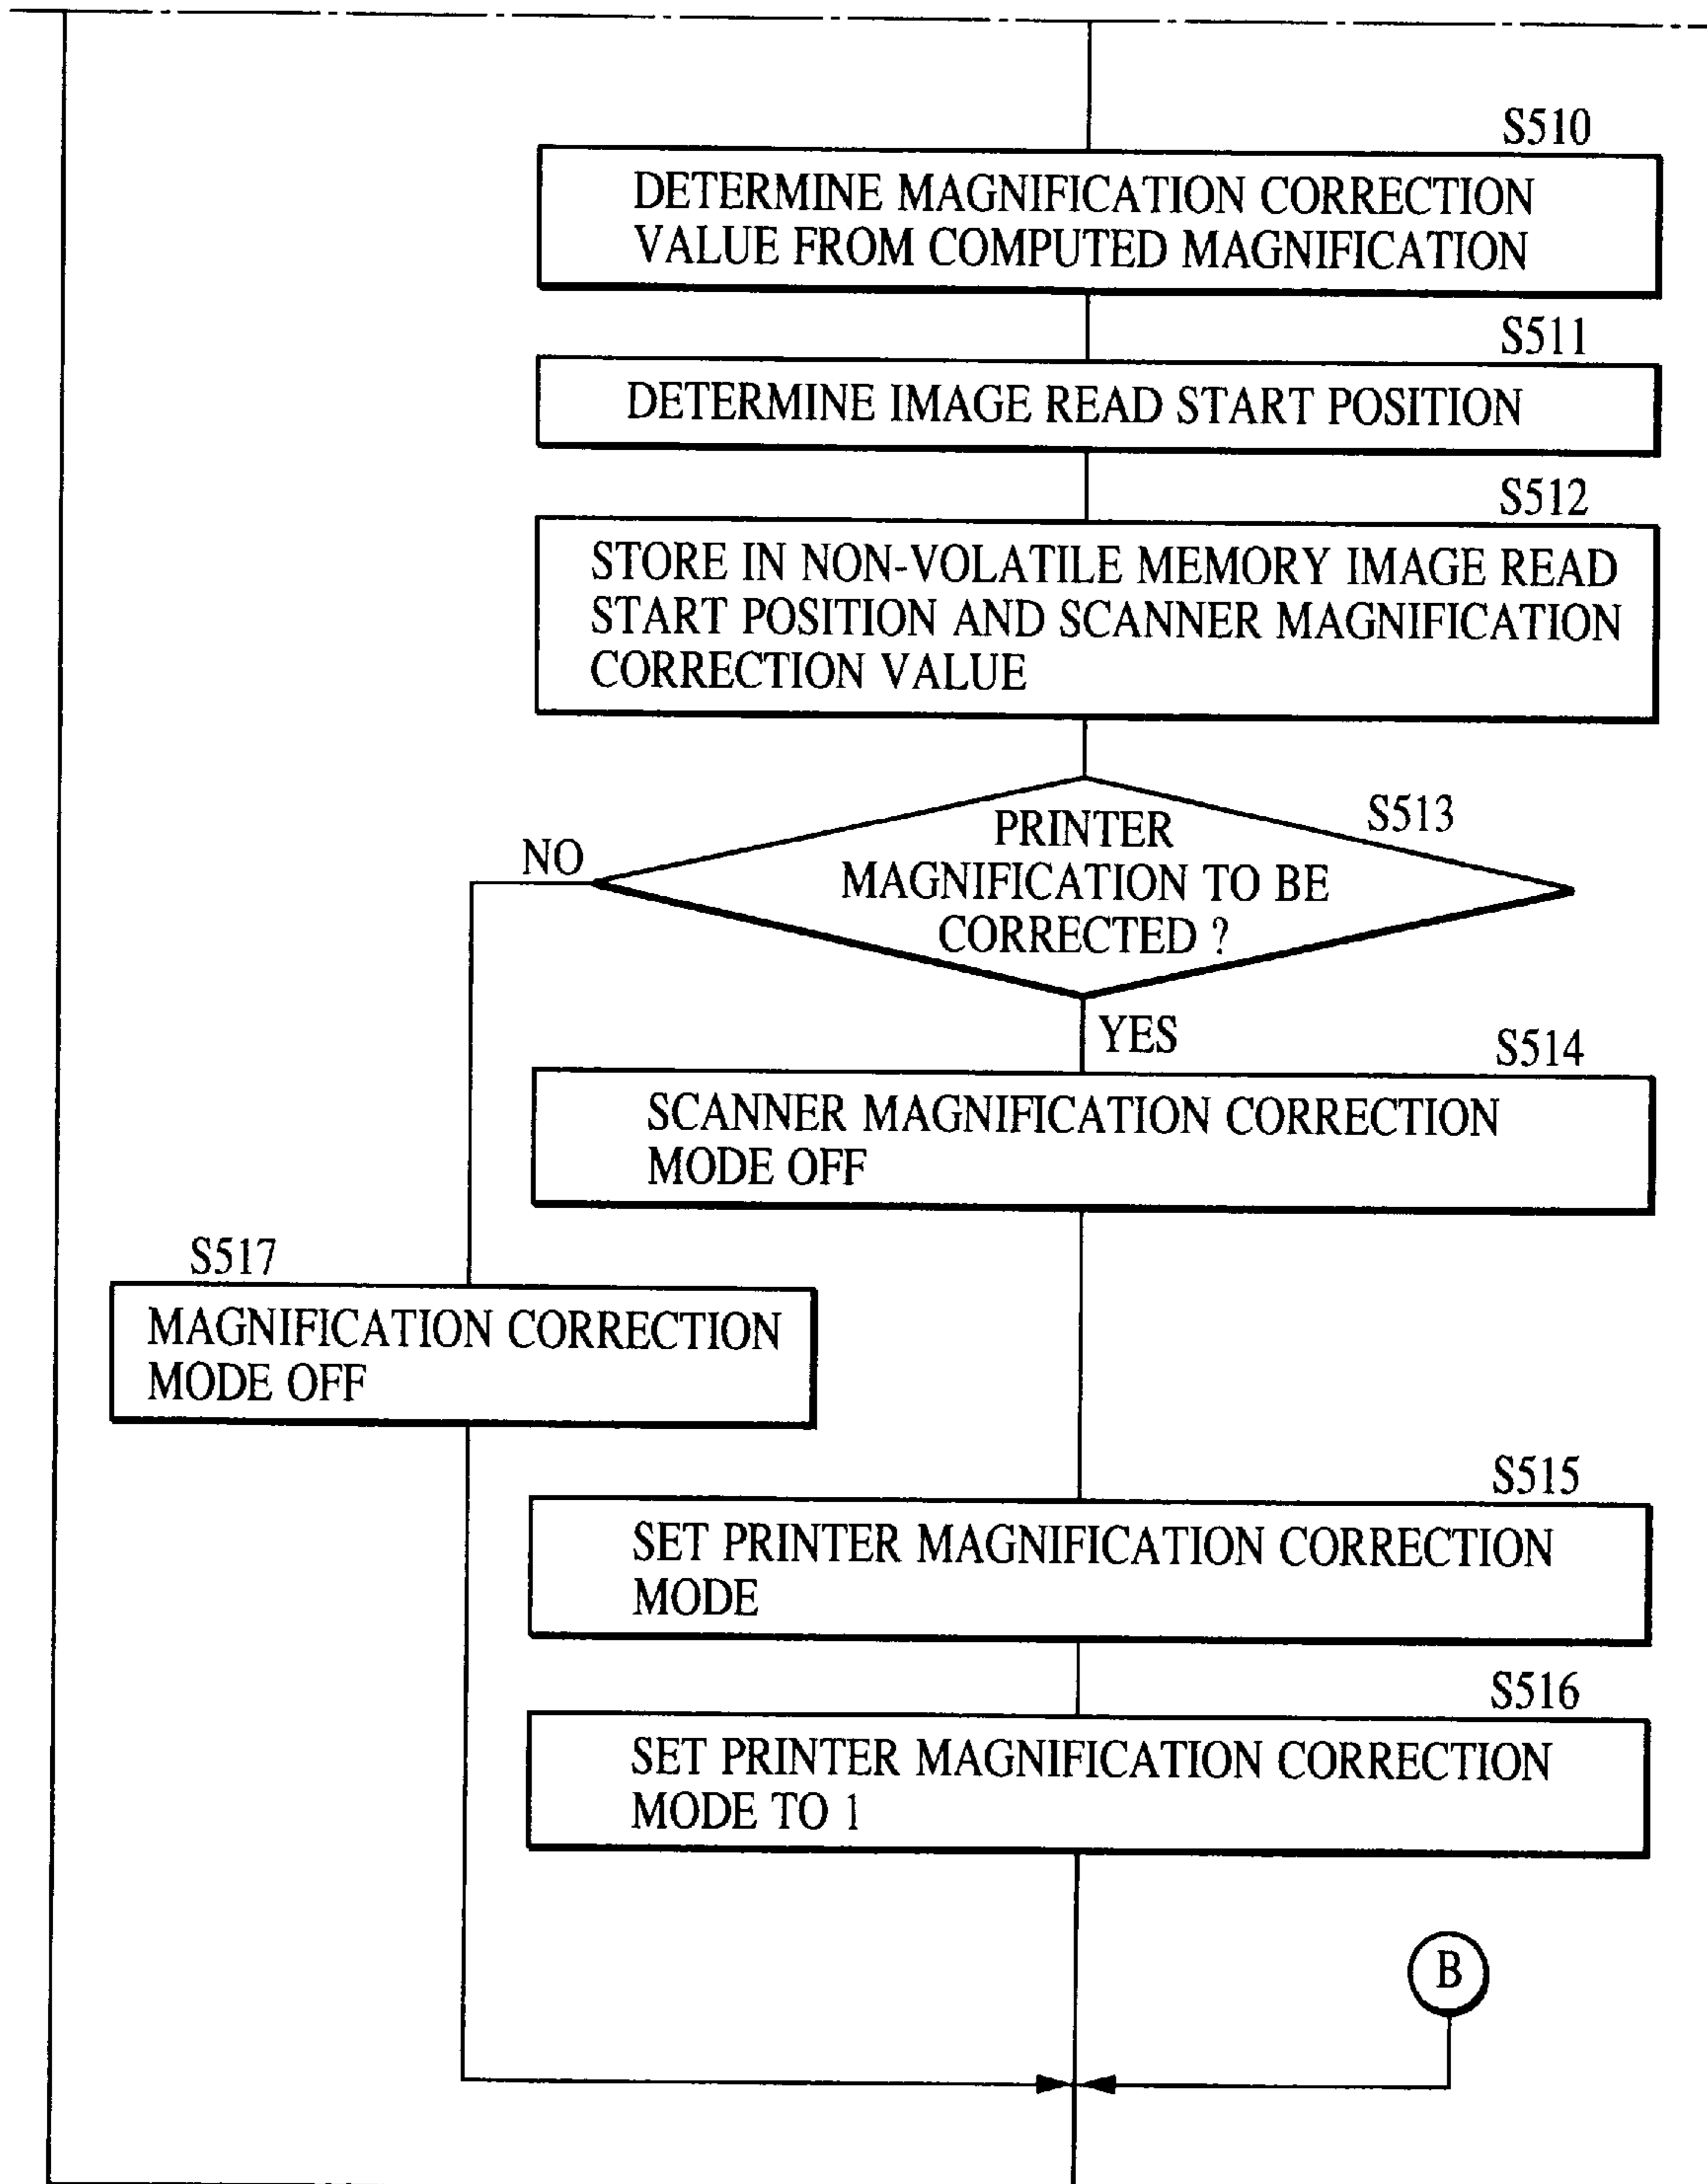 S510
DETERMINE MAGNIFICATION CORRECTION
VALUE FROM COMPUTED MAGNIFICATION
S511
DETERMINE IMAGE READ START POSITION
S512
STORE IN NON-VOLATILE MEMORY IMAGE READ
START POSITION AND SCANNER MAGNIFICATION
CORRECTION VALUE
S513
PRINTER
MAGNIFICATION TO BE
CORRECTED ?
NO
YES
S514
SCANNER MAGNIFICATION CORRECTION
MODE OFF
S517
MAGNIFICATION CORRECTION
MODE OFF
S515
SET PRINTER MAGNIFICATION CORRECTION
MODE
S516
SET PRINTER MAGNIFICATION CORRECTION
MODE TO 1
B